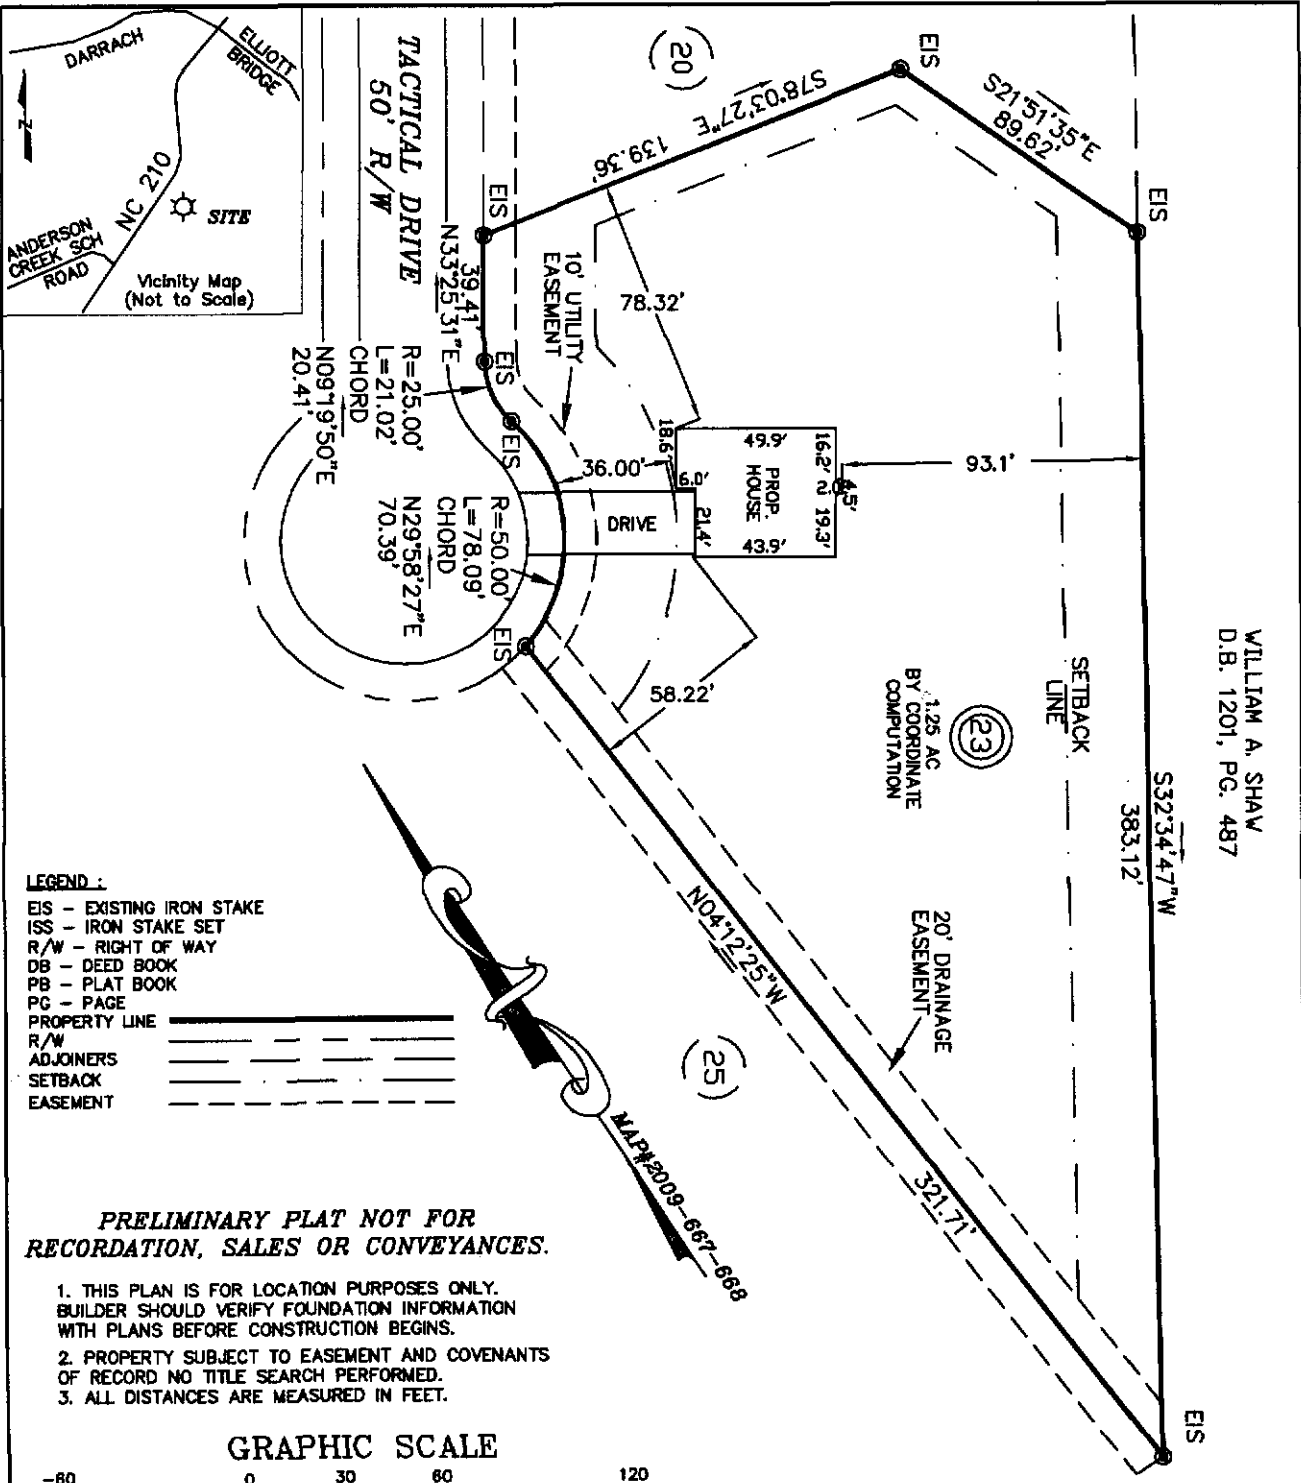 DARRACH
ELLIOTT
BRIDGE
Z
NC 210
SITE
ANDERSON
CREEK SCH
ROAD
Vicinity Map
(Not to Scale)
TACTICAL DRIVE
50' R/W
20
EIS
S78°03'27"E
139.36'
S21°51'35"E
89.62'
EIS
EIS
N33°25'31"E
39.41'
EIS
10' UTILITY
EASEMENT
78.32'
R=25.00'
L=21.02'
CHORD
N09°19'50"E
20.41'
EIS
R=50.00'
L=78.09'
CHORD
N29°58'27"E
70.39'
EIS
36.00'
18.6'
6.0'
21.4'
49.9'
16.2'
2'
4.5'
19.3'
43.9'
PROP.
HOUSE
DRIVE
93.1'
58.22'
WILLIAM A. SHAW
D.B. 1201, PG. 487
SETBACK
LINE
23
1.25 AC
BY COORDINATE
COMPUTATION
S32°34'47"W
383.12'
20' DRAINAGE
EASEMENT
N04°12'25"W
321.71'
25
EIS
MAP#2009-667-668
LEGEND :
EIS - EXISTING IRON STAKE
ISS - IRON STAKE SET
R/W - RIGHT OF WAY
DB - DEED BOOK
PB - PLAT BOOK
PG - PAGE
PROPERTY LINE
R/W
ADJOINERS
SETBACK
EASEMENT
PRELIMINARY PLAT NOT FOR
RECORDATION, SALES OR CONVEYANCES.
1. THIS PLAN IS FOR LOCATION PURPOSES ONLY.
BUILDER SHOULD VERIFY FOUNDATION INFORMATION
WITH PLANS BEFORE CONSTRUCTION BEGINS.
2. PROPERTY SUBJECT TO EASEMENT AND COVENANTS
OF RECORD NO TITLE SEARCH PERFORMED.
3. ALL DISTANCES ARE MEASURED IN FEET.
GRAPHIC SCALE
-60 0 30 60 120